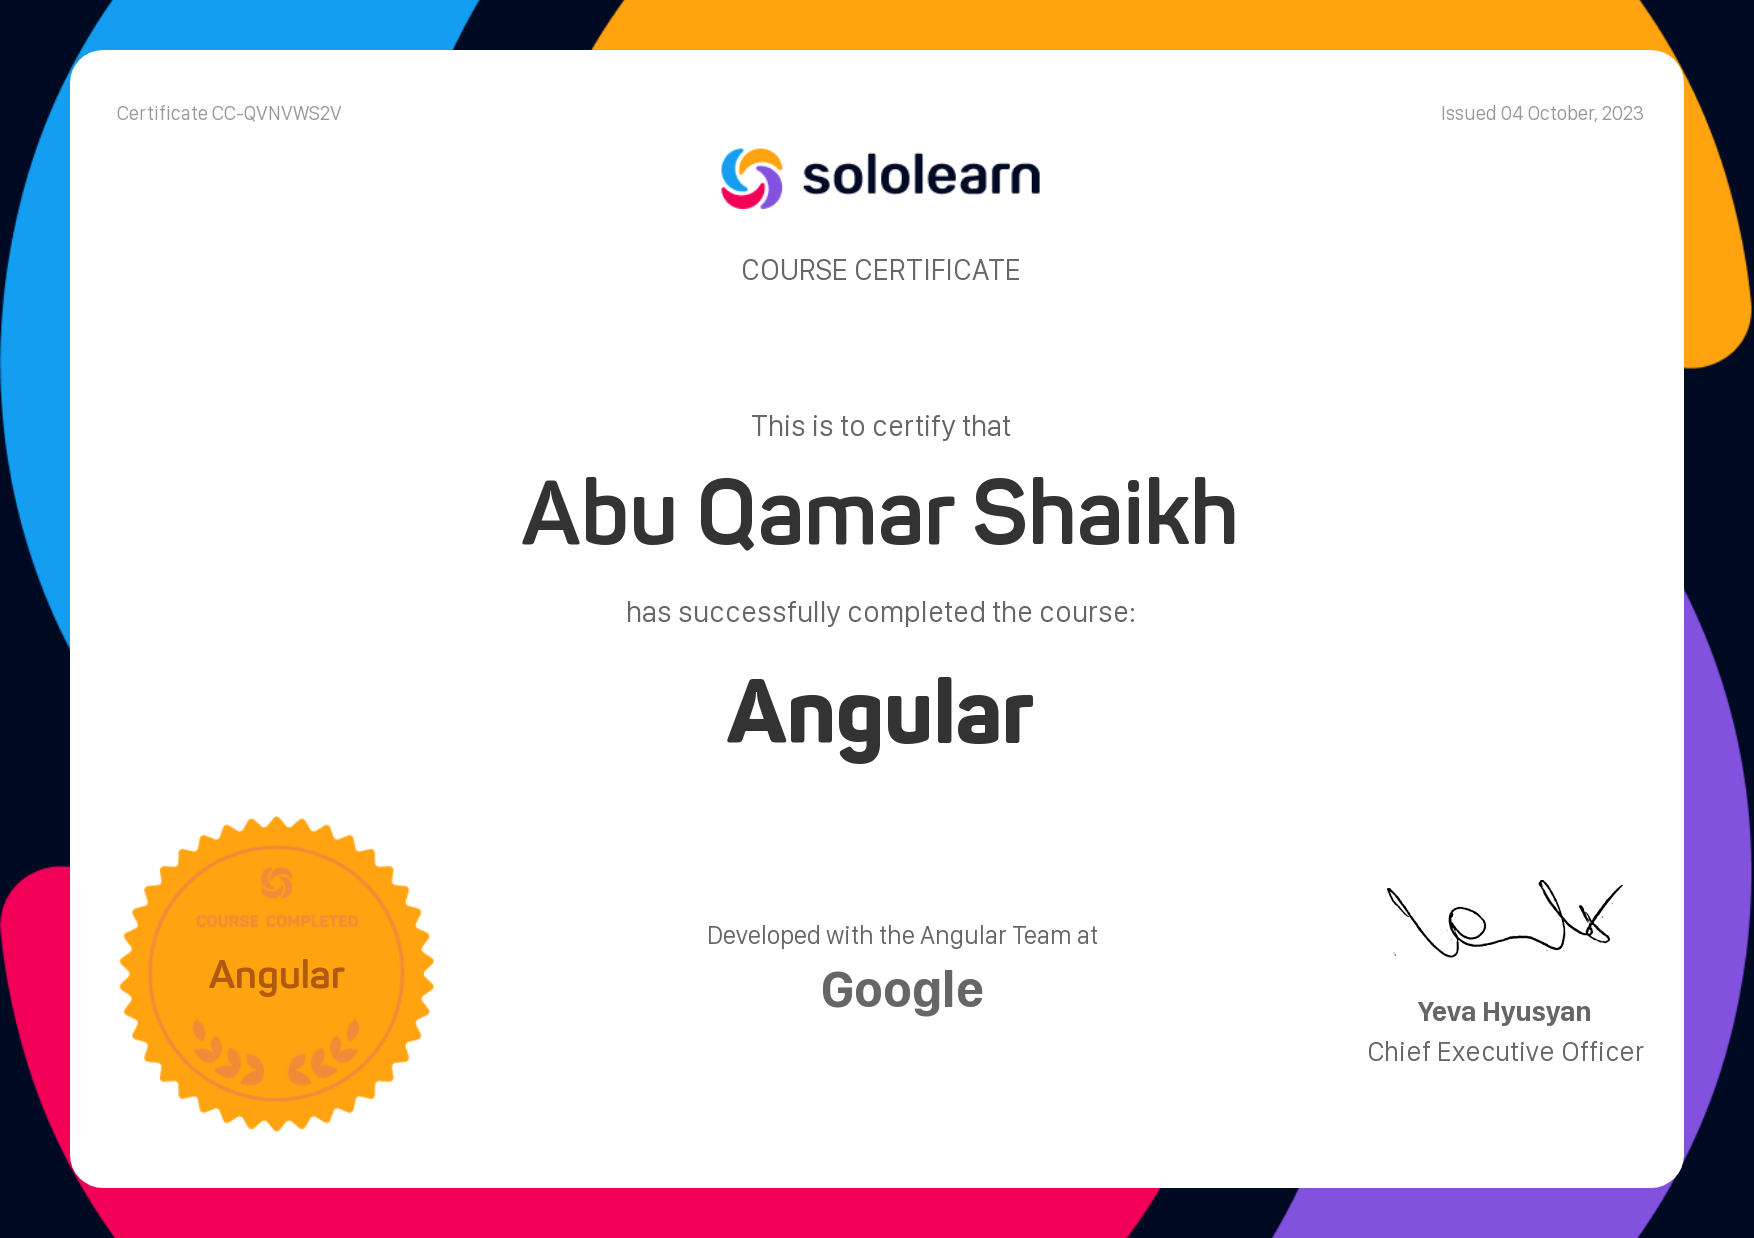 Certificate CC-QVNVWS2V
Issued 04 October, 2023
sololearn
COURSE CERTIFICATE
This is to certify that
Abu Qamar Shaikh
has successfully completed the course:
Angular
COURSE COMPLETED
Angular
Developed with the Angular Team at
Google
Yeva Hyusyan
Chief Executive Officer